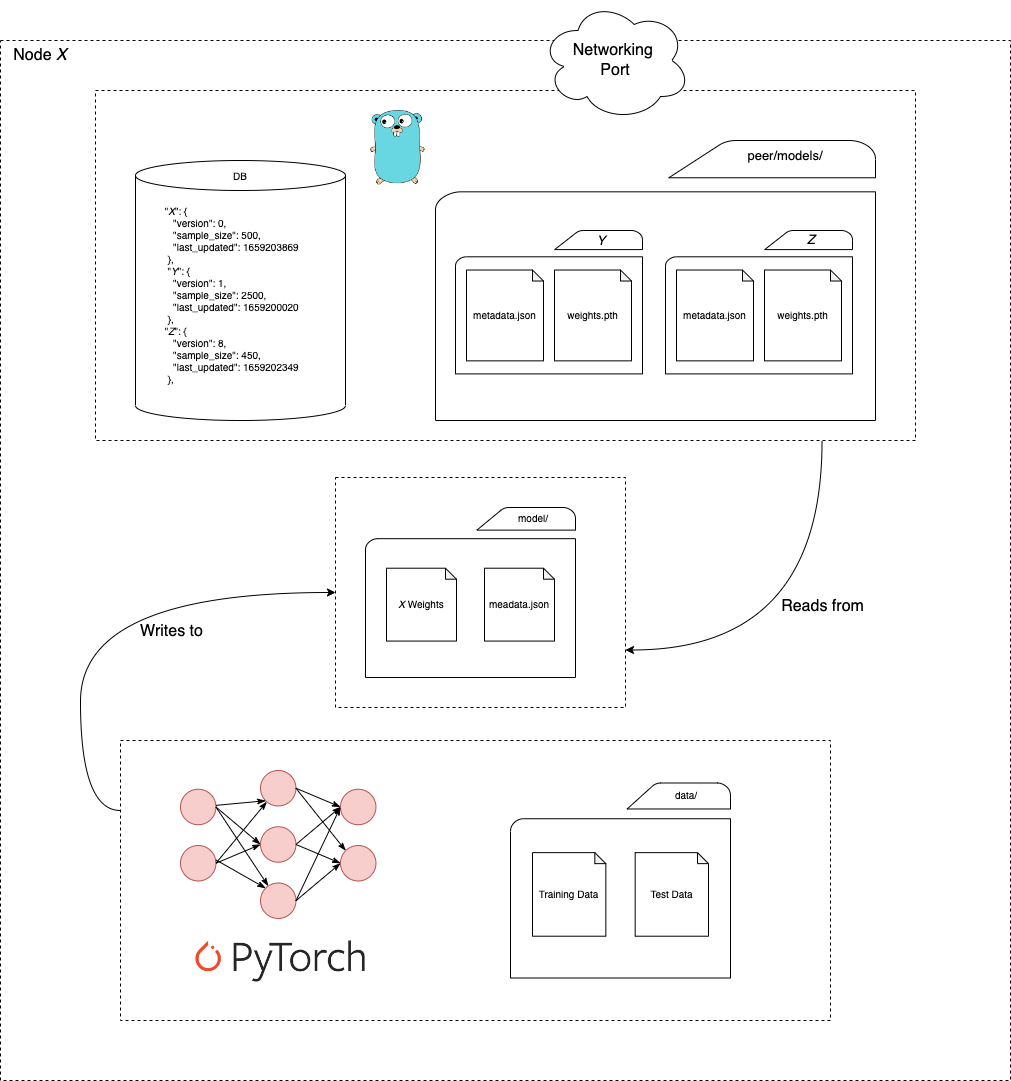 Node X
Networking
Port
DB
"X": {
"version": 0,
"sample_size": 500,
"last_updated": 1659203869
},
"Y": {
"version": 1,
"sample_size": 2500,
"last_updated": 1659200020
},
"Z": {
"version": 8,
"sample_size": 450,
"last_updated": 1659202349
},
peer/models/
Y
Z
metadata.json
weights.pth
metadata.json
weights.pth
model/
X Weights
meadata.json
Reads from
Writes to
PyTorch
data/
Training Data
Test Data